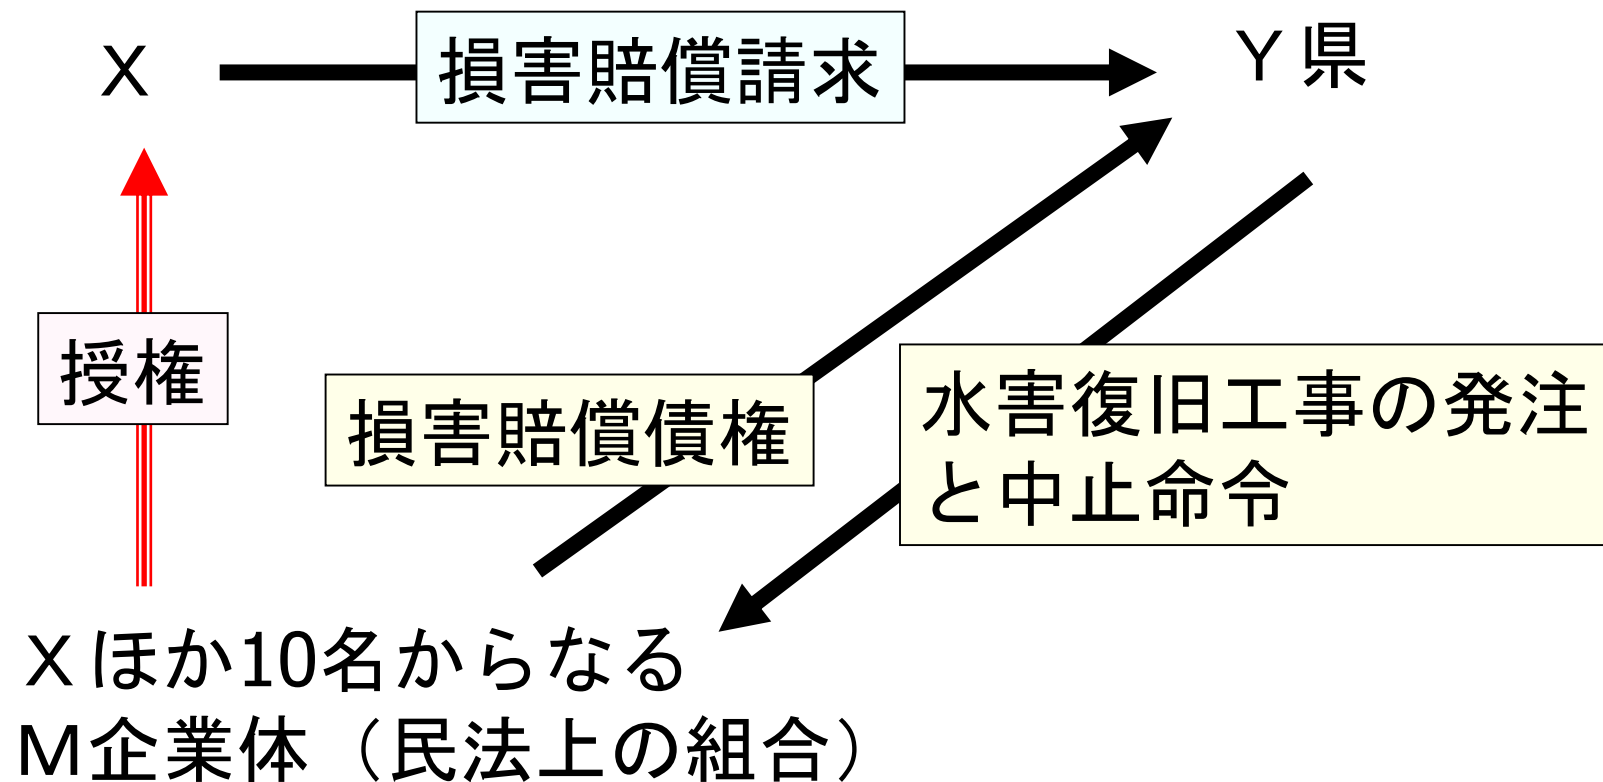 X
損害賠償請求
Y県
授権
損害賠償債権
水害復旧工事の発注
と中止命令
Xほか10名からなる
M企業体（民法上の組合）